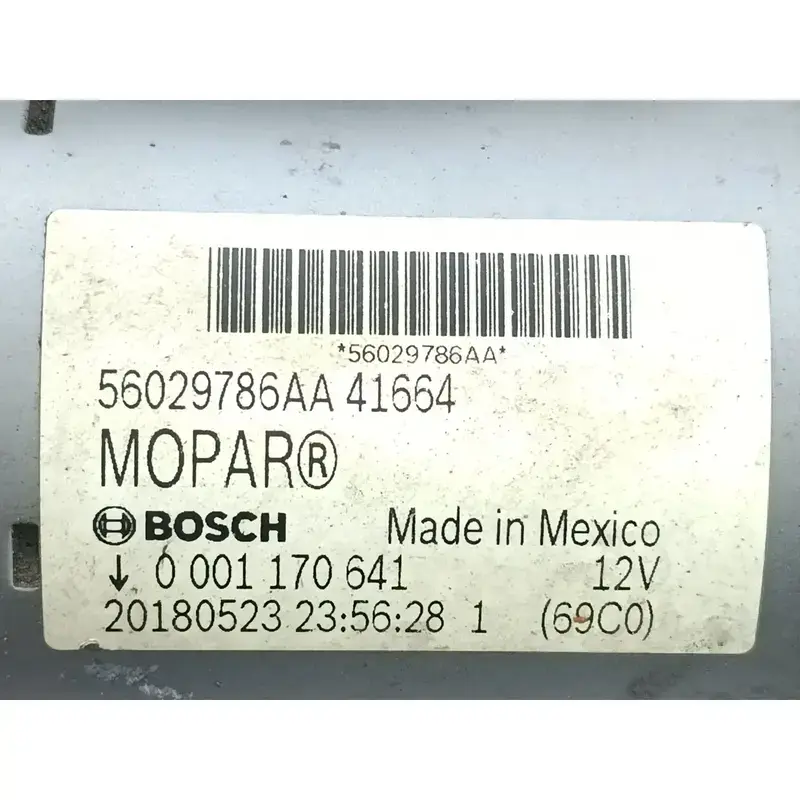 *56029786AA*
56029786AA 41664
MOPAR®
BOSCH Made in Mexico
↓ 0 001 170 641 12V
20180523 23:56:28 1 (69C0)